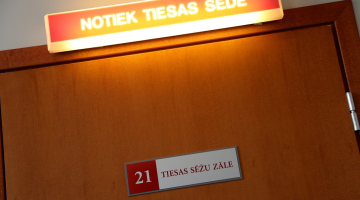 NOTIEK TIESAS SĒDE
21 TIESAS SĒŽU ZĀLE